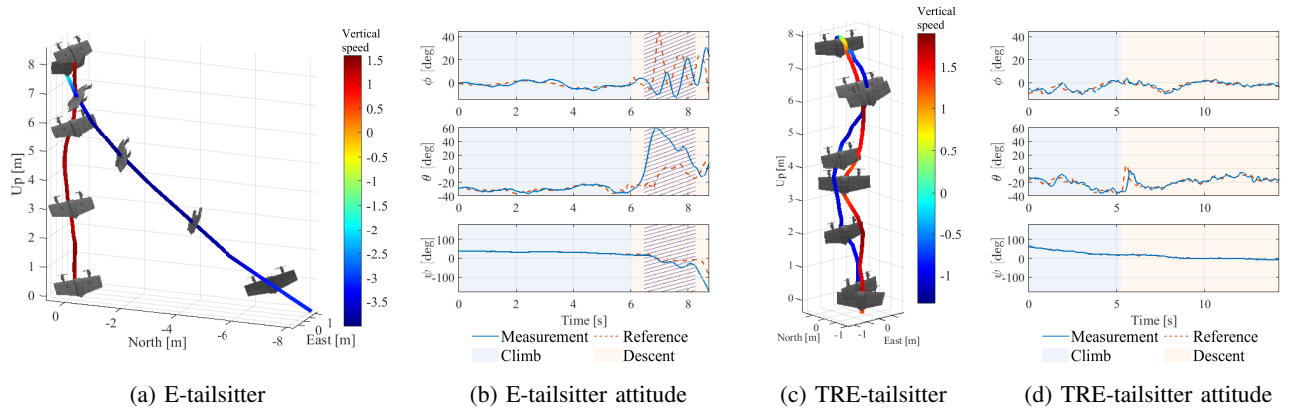 Vertical
speed
8
7
6
5
4
3
2
1
0
Up [m]
0
-2
-4
-6
-8
North [m]
1
0
East [m]
1.5
1.0
0.5
0
-0.5
-1.0
-1.5
-2.0
-2.5
-3.0
-3.5
(a) E-tailsitter
ϕ [deg]
40
0
0 2 4 6 8
θ [deg]
60
40
20
0
-20
-40
0 2 4 6 8
ψ [deg]
100
0
-100
0 2 4 6 8
Time [s]
Measurement
Reference
Climb
Descent
(b) E-tailsitter attitude
Vertical
speed
8
7
6
5
4
3
2
1
0
Up [m]
North [m]
0
-1
-1
0
East [m]
1.5
1.0
0.5
0
-0.5
-1
(c) TRE-tailsitter
ϕ [deg]
40
0
0 5 10
θ [deg]
60
40
20
0
-20
-40
0 5 10
ψ [deg]
100
0
-100
0 5 10
Time [s]
Measurement
Reference
Climb
Descent
(d) TRE-tailsitter attitude